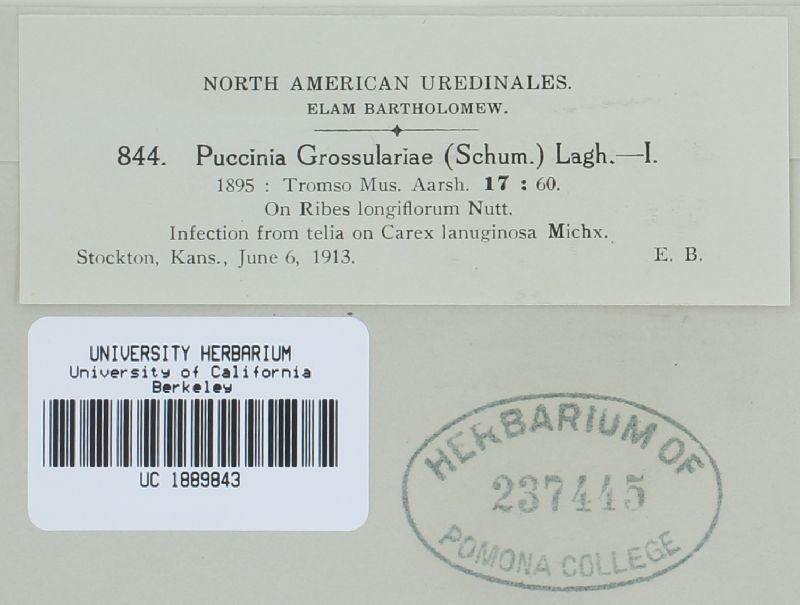 NORTH AMERICAN UREDINALES.
ELAM BARTHOLOMEW.
844. Puccinia Grossulariae (Schum.) Lagh.—I.
1895 : Tromso Mus. Aarsh. 17 : 60.
On Ribes longiflorum Nutt.
Infection from telia on Carex lanuginosa Michx.
Stockton, Kans., June 6, 1913. E. B.
UNIVERSITY HERBARIUM
University of California
Berkeley
UC 1889843
HERBARIUM OF
237445
POMONA COLLEGE